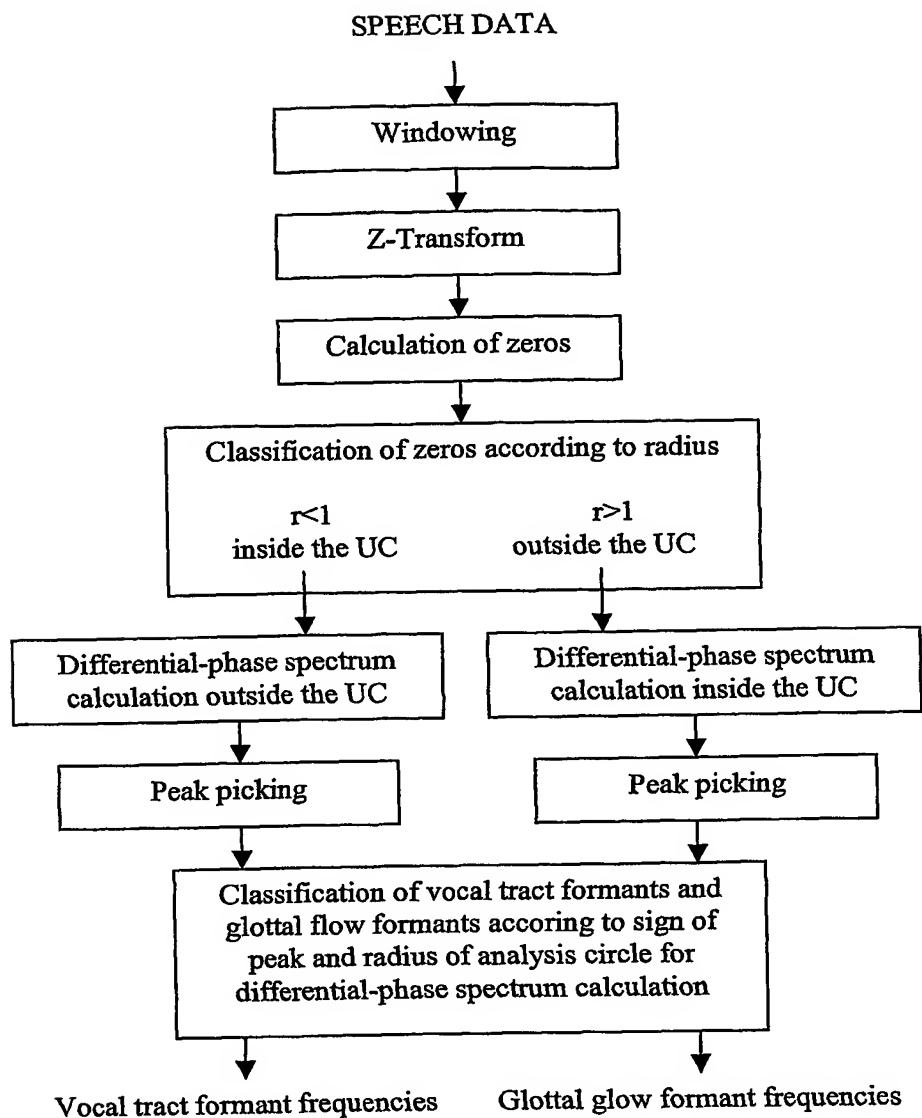 SPEECH DATA
Windowing
Z-Transform
Calculation of zeros
Classification of zeros according to radius
r<1
inside the UC
r>1
outside the UC
Differential-phase spectrum
calculation outside the UC
Differential-phase spectrum
calculation inside the UC
Peak picking
Peak picking
Classification of vocal tract formants and
glottal flow formants accoring to sign of
peak and radius of analysis circle for
differential-phase spectrum calculation
Vocal tract formant frequencies
Glottal glow formant frequencies